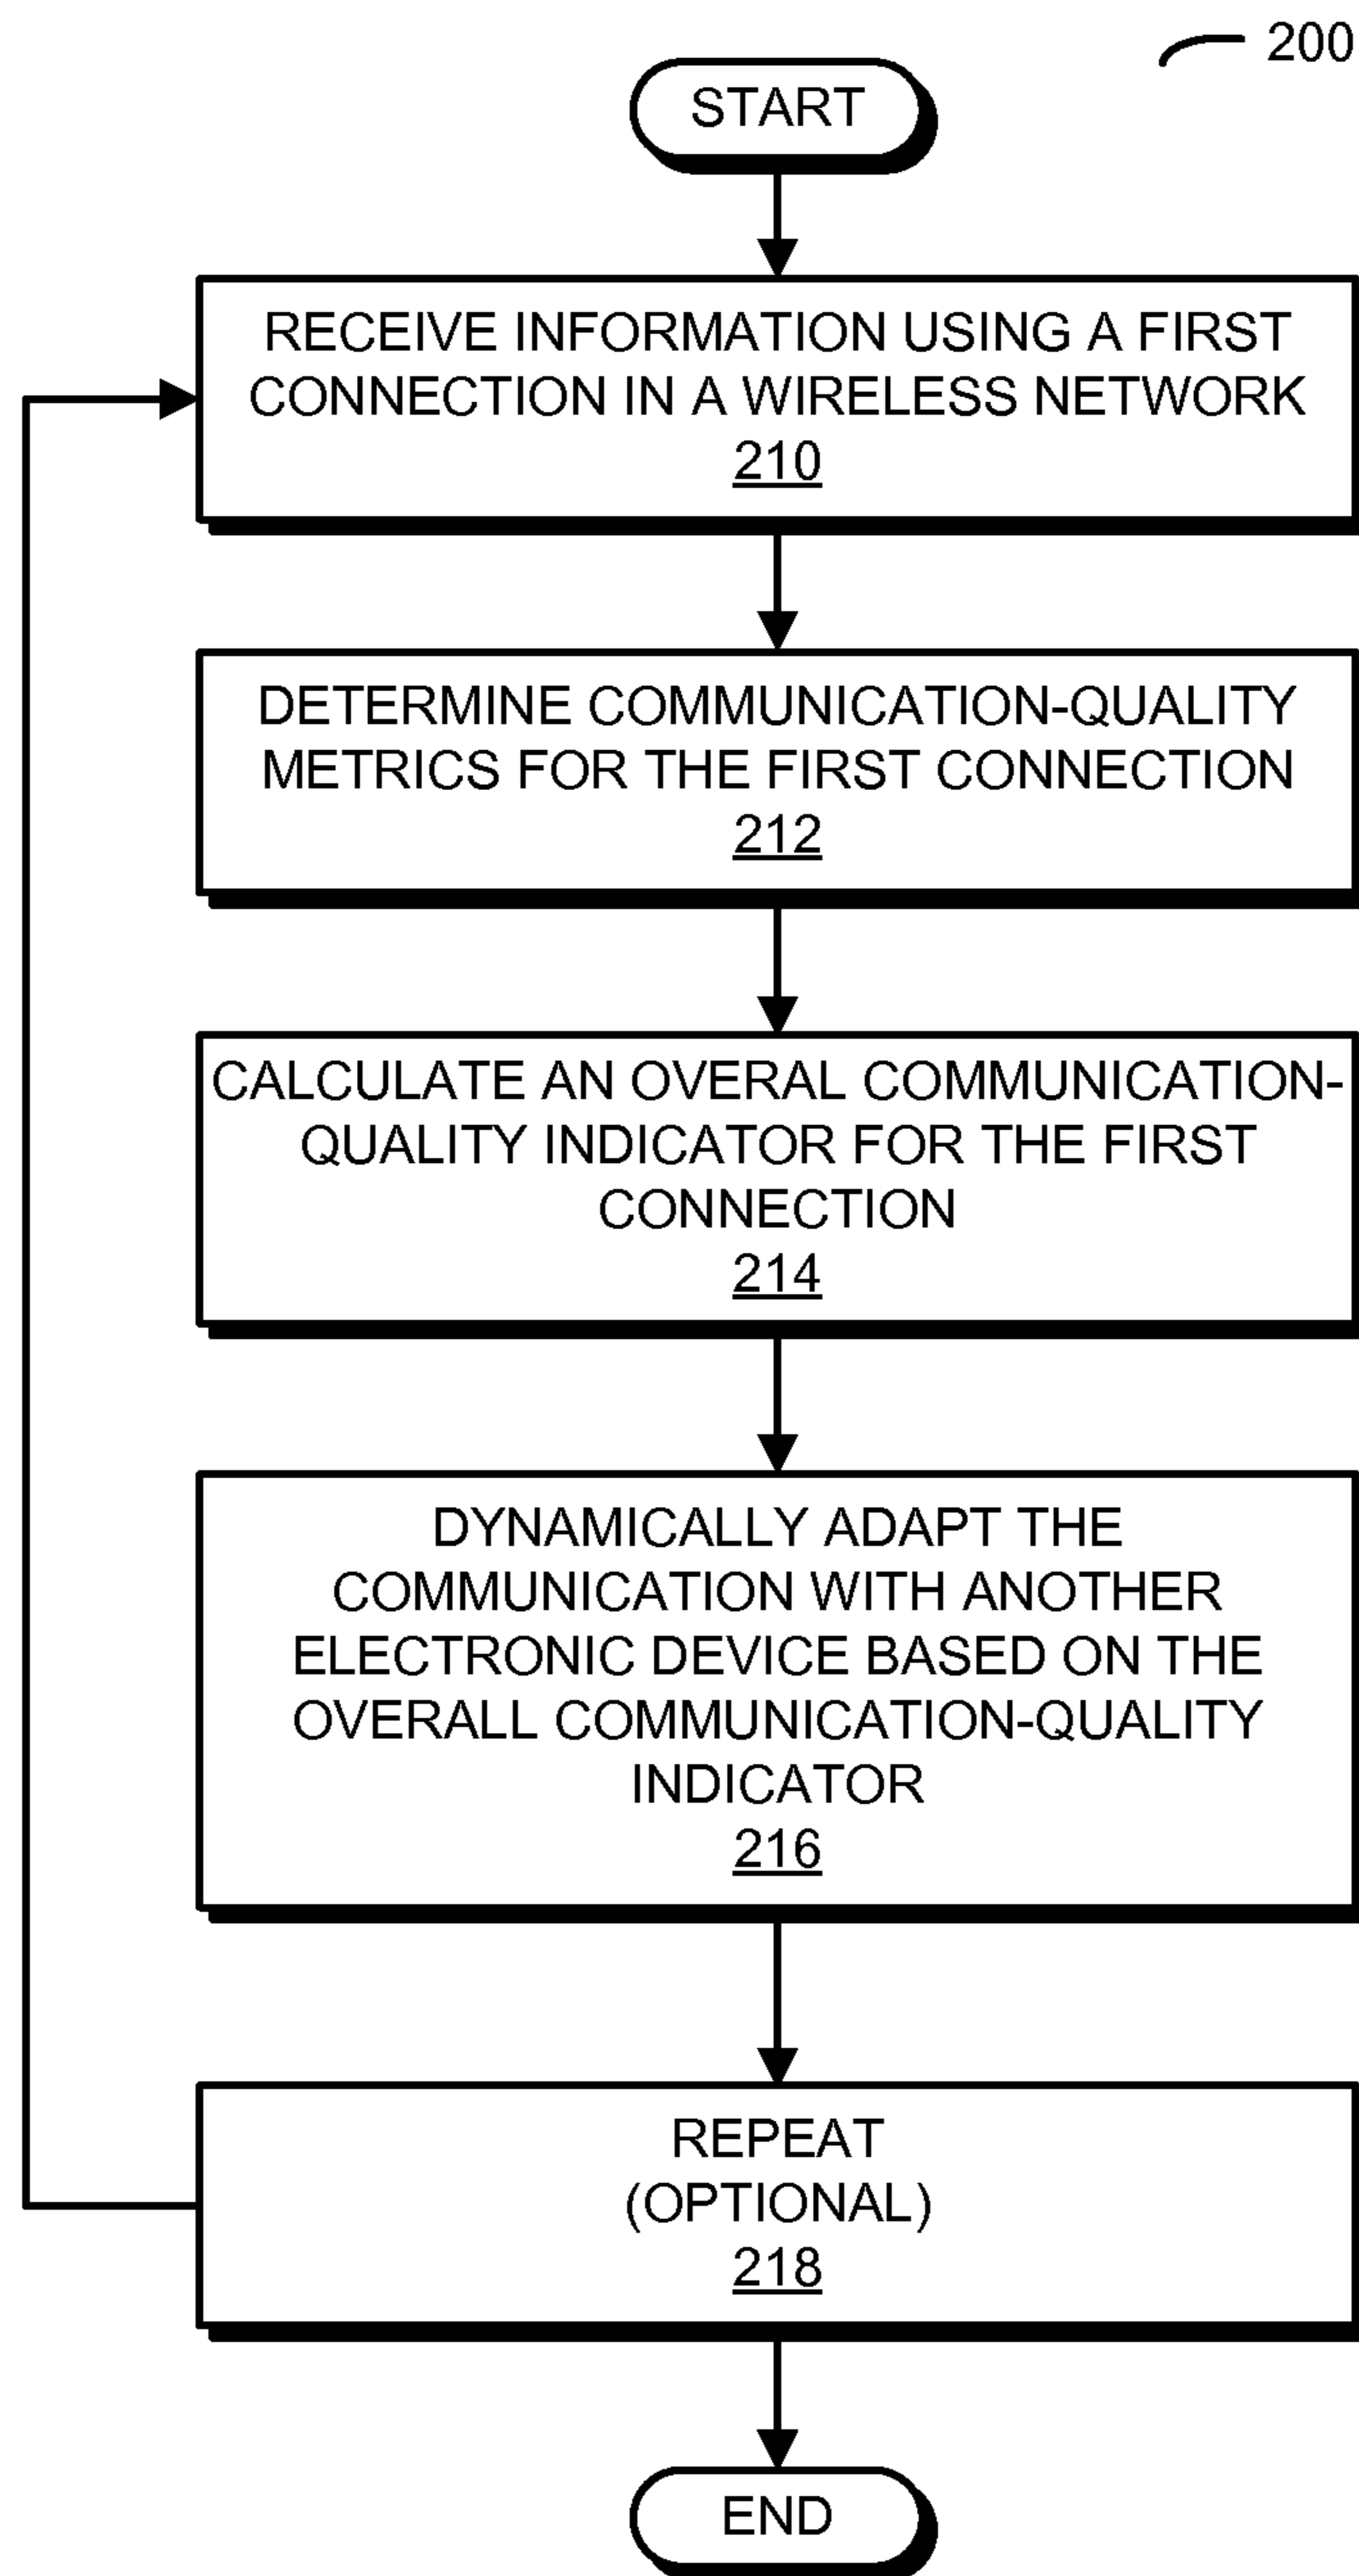 200
START
RECEIVE INFORMATION USING A FIRST
CONNECTION IN A WIRELESS NETWORK
210
DETERMINE COMMUNICATION-QUALITY
METRICS FOR THE FIRST CONNECTION
212
CALCULATE AN OVERAL COMMUNICATION-
QUALITY INDICATOR FOR THE FIRST
CONNECTION
214
DYNAMICALLY ADAPT THE
COMMUNICATION WITH ANOTHER
ELECTRONIC DEVICE BASED ON THE
OVERALL COMMUNICATION-QUALITY
INDICATOR
216
REPEAT
(OPTIONAL)
218
END